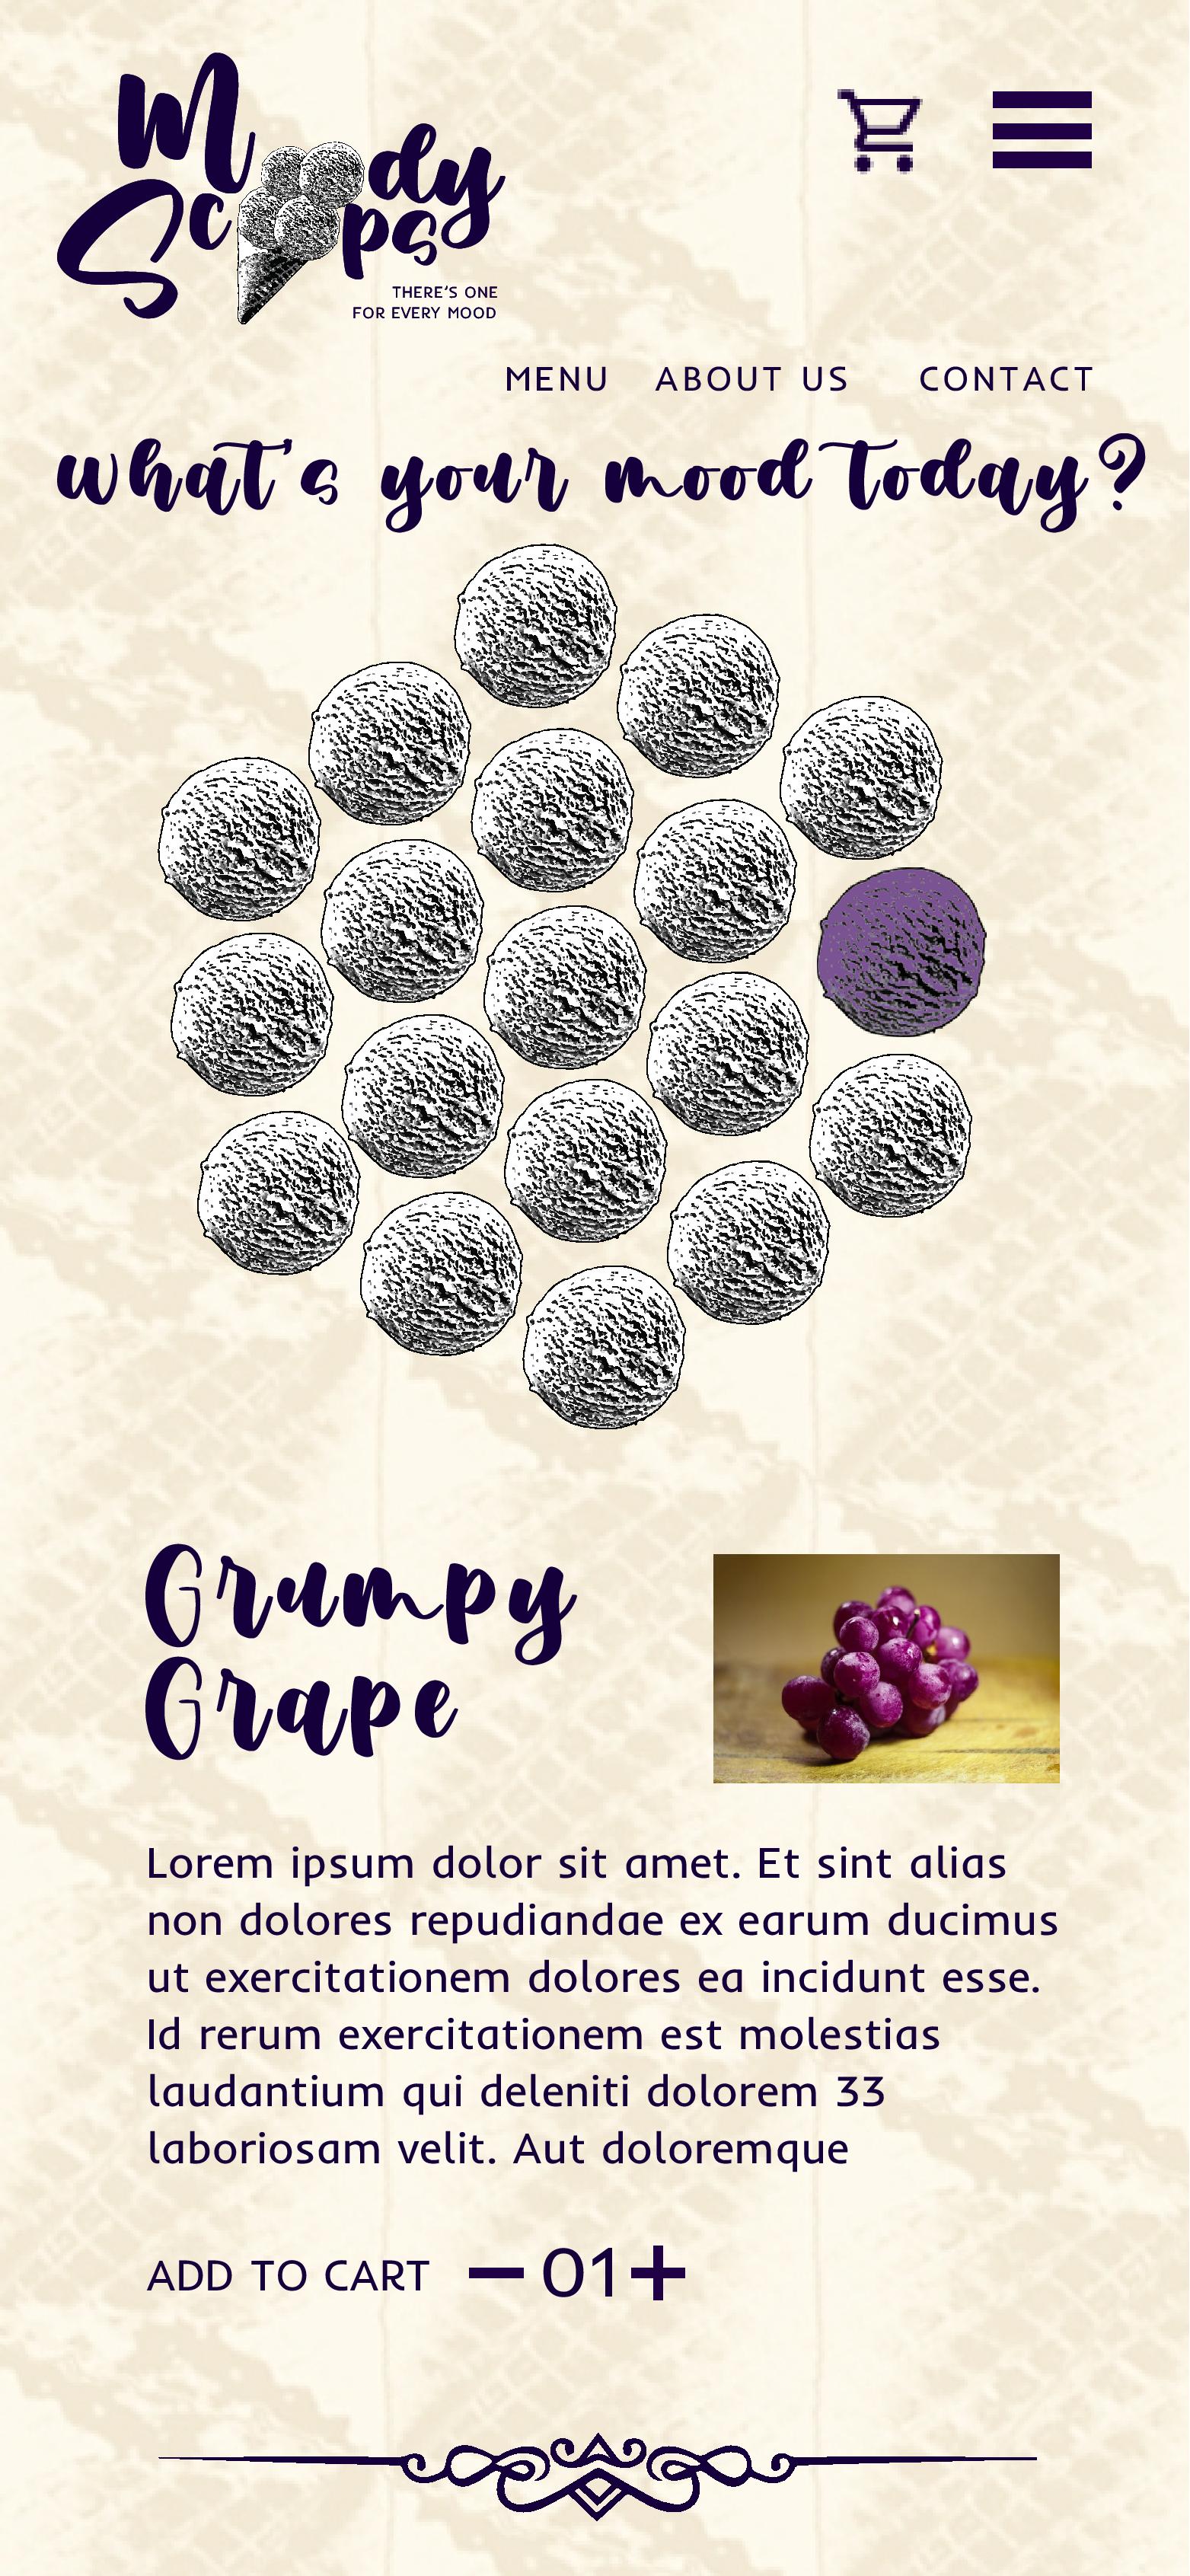 Moody
Scoops
THERE'S ONE
FOR EVERY MOOD
MENU ABOUT US CONTACT
what's your mood today?
Grumpy
Grape
Lorem ipsum dolor sit amet. Et sint alias
non dolores repudiandae ex earum ducimus
ut exercitationem dolores ea incidunt esse.
Id rerum exercitationem est molestias
laudantium qui deleniti dolorem 33
laboriosam velit. Aut doloremque
ADD TO CART − 01 +